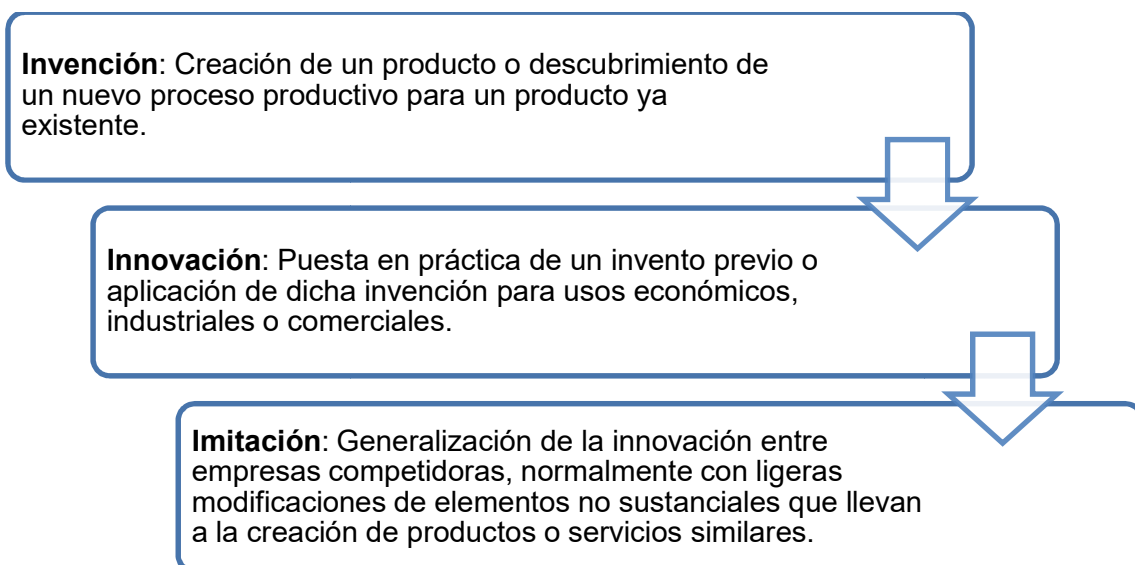 Invención: Creación de un producto o descubrimiento de
un nuevo proceso productivo para un producto ya
existente.
Innovación: Puesta en práctica de un invento previo o
aplicación de dicha invención para usos económicos,
industriales o comerciales.
Imitación: Generalización de la innovación entre
empresas competidoras, normalmente con ligeras
modificaciones de elementos no sustanciales que llevan
a la creación de productos o servicios similares.